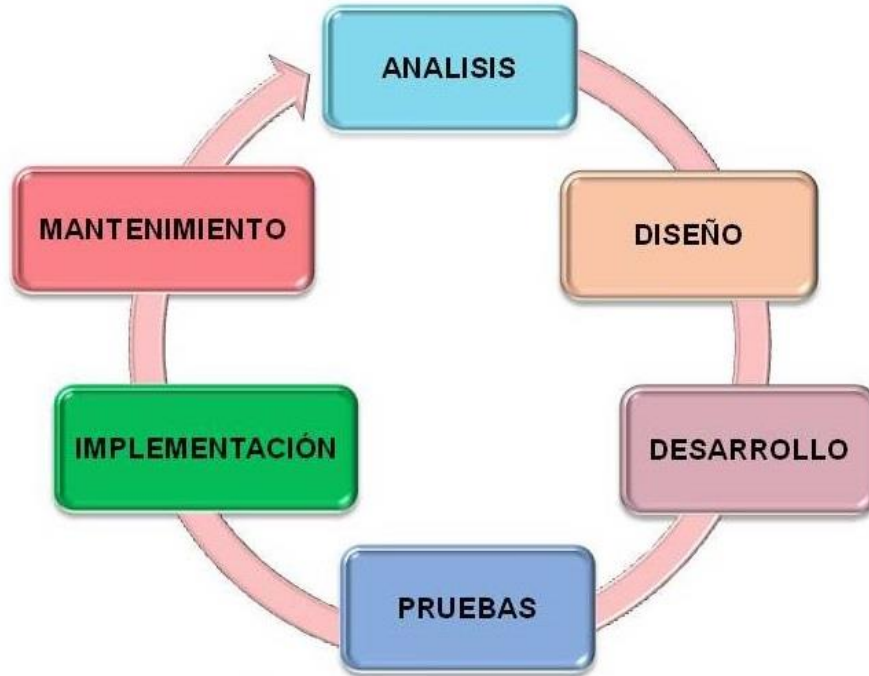 ANALISIS
DISEÑO
DESARROLLO
PRUEBAS
IMPLEMENTACIÓN
MANTENIMIENTO